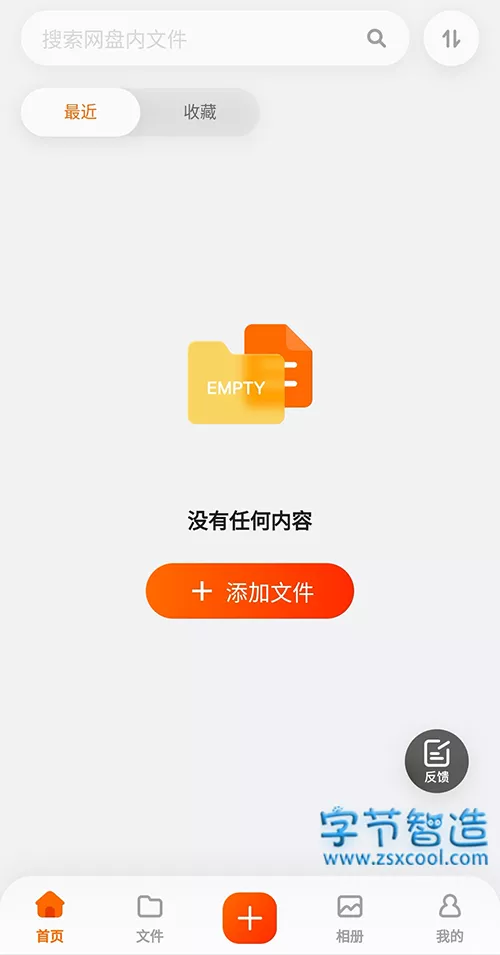 搜索网盘内文件
最近
收藏
EMPTY
没有任何内容
添加文件
反馈
字节智造
www.zsxcool.com
首页
文件
相册
我的